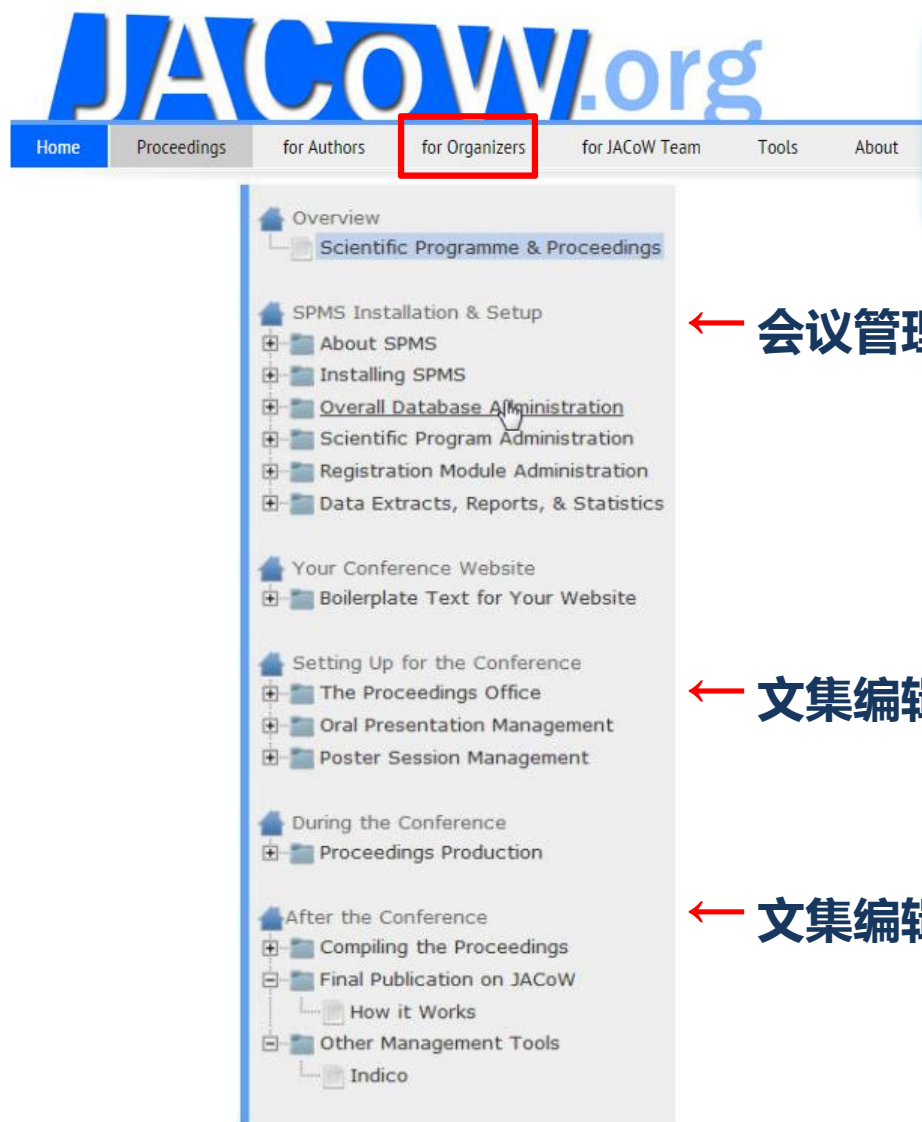 JACoW.org
Home Proceedings for Authors for Organizers for JACoW Team Tools About
Overview
Scientific Programme & Proceedings
SPMS Installation & Setup
← 会议管理
About SPMS
Installing SPMS
Overall Database Administration
Scientific Program Administration
Registration Module Administration
Data Extracts, Reports, & Statistics
Your Conference Website
Boilerplate Text for Your Website
Setting Up for the Conference
The Proceedings Office
← 文集编辑
Oral Presentation Management
Poster Session Management
During the Conference
Proceedings Production
After the Conference
← 文集编辑
Compiling the Proceedings
Final Publication on JACoW
How it Works
Other Management Tools
Indico